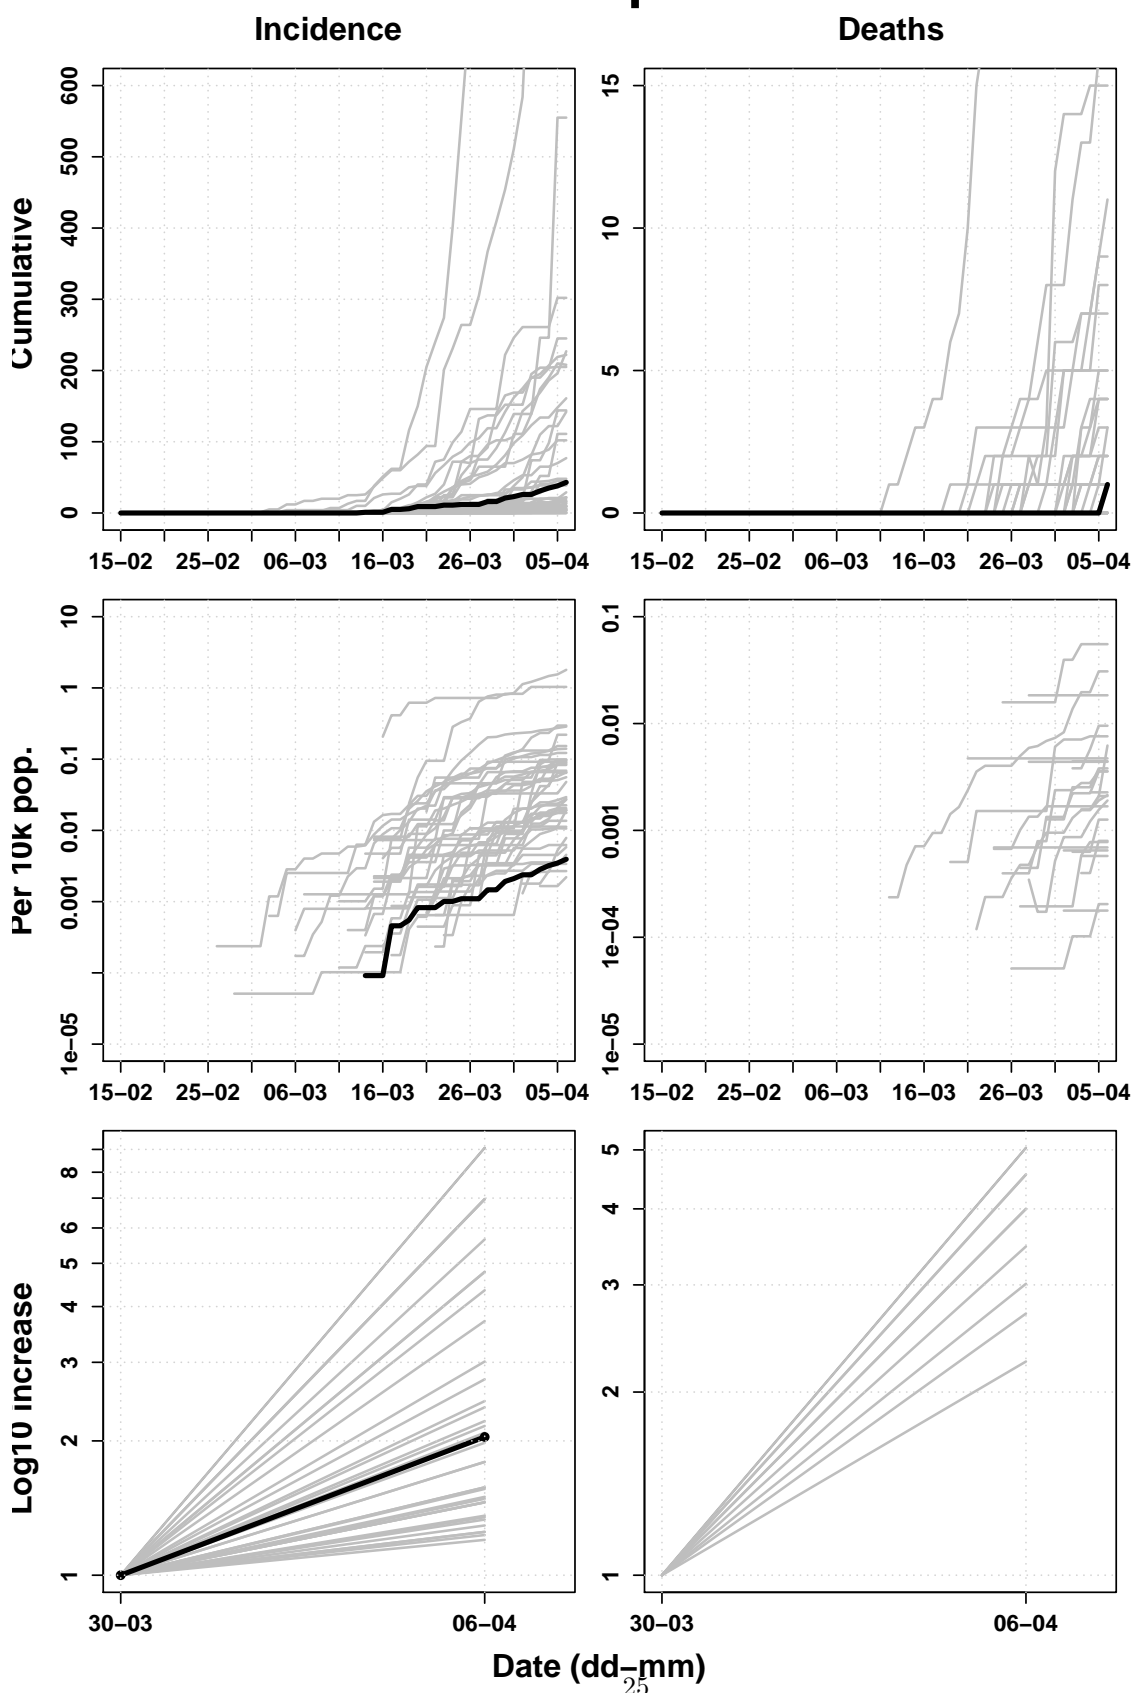 Incidence Deaths
Cumulative
0 100 200 300 400 500 600
0 5 10 15
15−02 25−02 06−03 16−03 26−03 05−04
15−02 25−02 06−03 16−03 26−03 05−04
Per 10k pop.
1e−05 0.001 0.01 0.1 1 10
1e−05 1e−04 0.001 0.01 0.1
15−02 25−02 06−03 16−03 26−03 05−04
15−02 25−02 06−03 16−03 26−03 05−04
Log10 increase
1 2 3 4 5 6 8
1 2 3 4 5
30−03 06−04
30−03 06−04
Date (dd−mm)
25